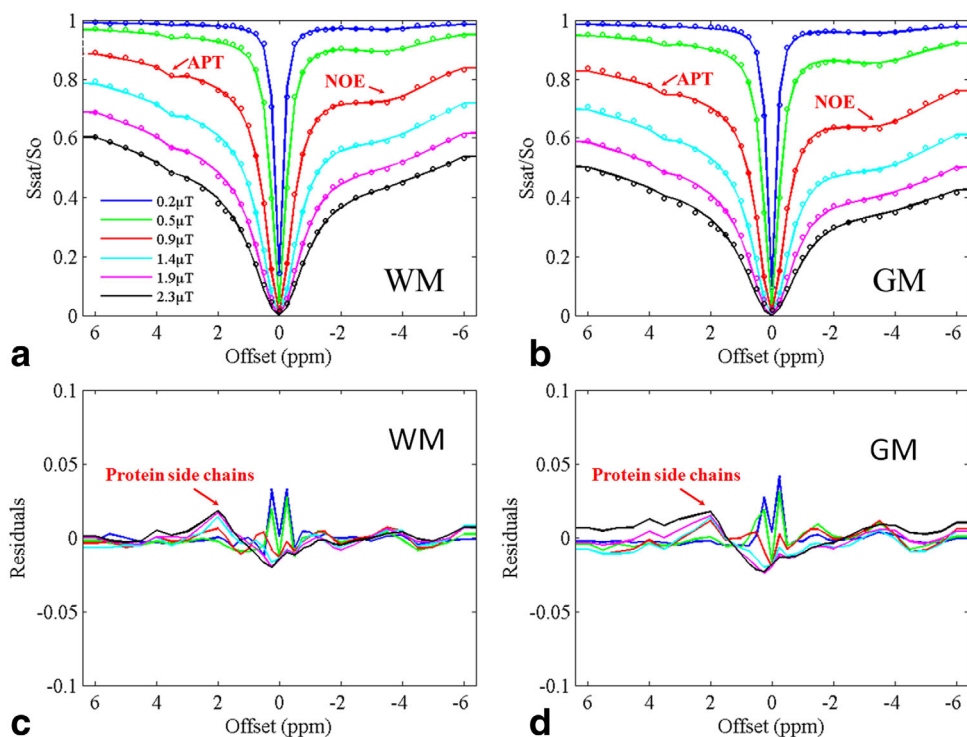 1
0.8
0.6
0.4
0.2
0
Ssat/So
APT
NOE
0.2µT
0.5µT
0.9µT
1.4µT
1.9µT
2.3µT
WM
6 4 2 0 -2 -4 -6
Offset (ppm)
a
1
0.8
0.6
0.4
0.2
0
Ssat/So
APT
NOE
GM
6 4 2 0 -2 -4 -6
Offset (ppm)
b
0.1
0.05
0
-0.05
-0.1
Residuals
WM
Protein side chains
6 4 2 0 -2 -4 -6
Offset (ppm)
c
0.1
0.05
0
-0.05
-0.1
Residuals
GM
Protein side chains
6 4 2 0 -2 -4 -6
Offset (ppm)
d